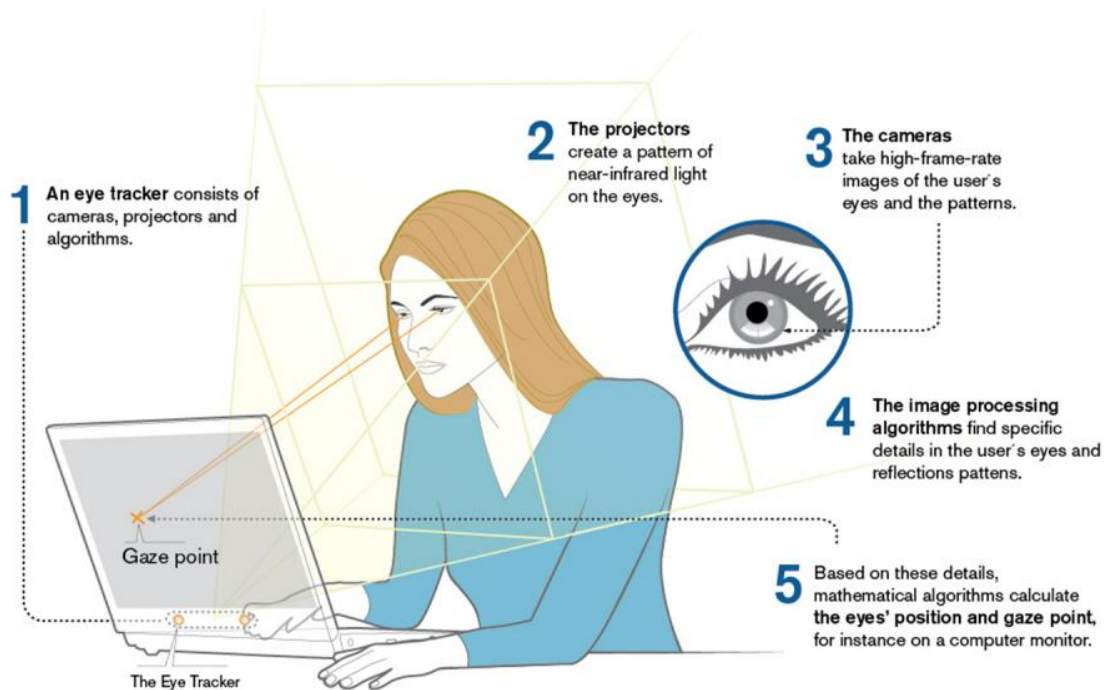 1
An eye tracker consists of
cameras, projectors and
algorithms.
2
The projectors
create a pattern of
near-infrared light
on the eyes.
3
The cameras
take high-frame-rate
images of the user´s
eyes and the patterns.
4
The image processing
algorithms find specific
details in the user´s eyes and
reflections pattens.
5
Based on these details,
mathematical algorithms calculate
the eyes’ position and gaze point,
for instance on a computer monitor.
Gaze point
The Eye Tracker